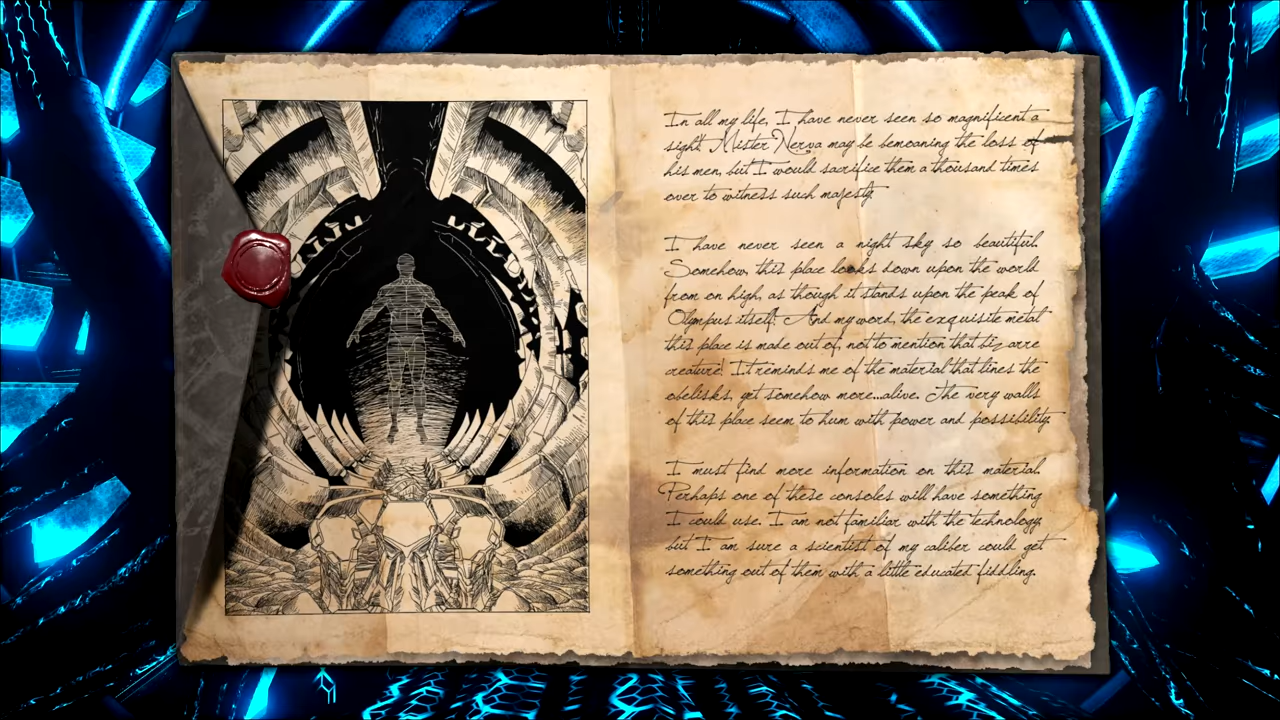 In all my life, I have never seen so magnificent a
sight. Mister Nerva may be bemoaning the loss of
his men, but I would sacrifice them a thousand times
over to witness such majesty.
I have never seen a night sky so beautiful.
Somehow, this place looks down upon the world
from on high, as though it stands upon the peak of
Olympus itself! And my word, the exquisite metal
this place is made out of, not to mention that bizarre
creature! It reminds me of the material that lines the
obelisks, yet somehow more...alive. The very walls
of this place seem to hum with power and possibility.
I must find more information on this material.
Perhaps one of these consoles will have something
I could use. I am not familiar with the technology,
but I am sure a scientist of my caliber could get
something out of them with a little educated fiddling.